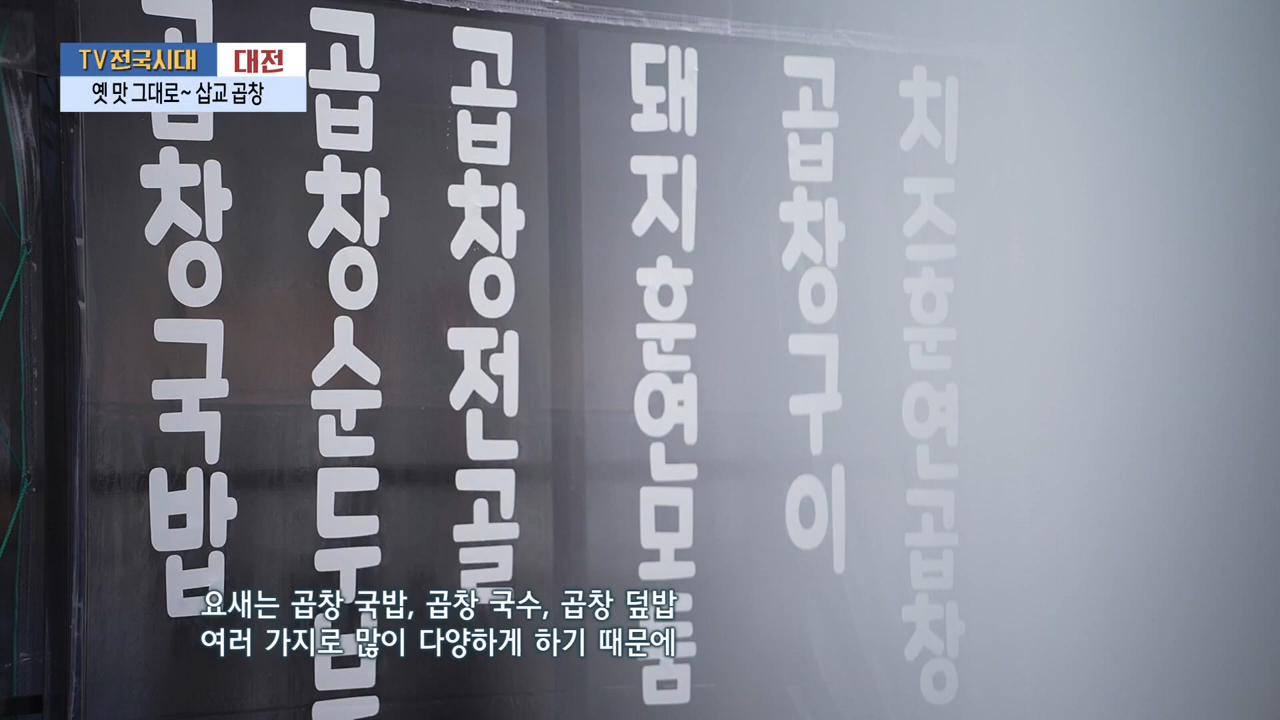 TV전국시대 대전
옛 맛 그대로~ 삽교 곱창
곱창국밥
곱창순두부
곱창전골
돼지훈연모듬
곱창구이
치즈훈연곱창
요새는 곱창 국밥, 곱창 국수, 곱창 덮밥
여러 가지로 많이 다양하게 하기 때문에